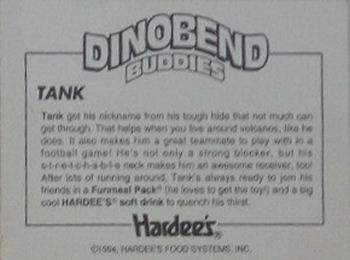 DINOBEND
BUDDIES
TANK
Tank got his nickname from his tough hide that not much can
get through. That helps when you live around volcanos, like he
does. It also makes him a great teammate to play with in a
football game! He's not only a strong blocker, but his
s-t-r-e-t-c-h-a-b-l-e neck makes him an awesome receiver, too!
After lots of running around, Tank's always ready to join his
friends in a Funmeal Pack® (he loves to get the toy!) and a big
cool HARDEE'S® soft drink to quench his thirst.
Hardee's®
©1994, HARDEE'S FOOD SYSTEMS, INC.